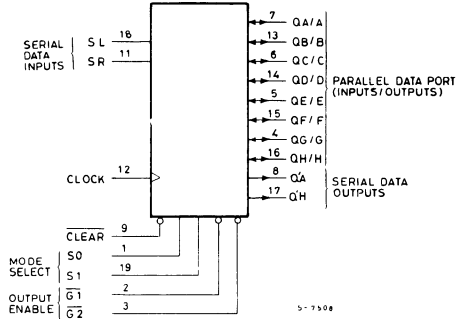 SERIAL DATA INPUTS
SL 18
SR 11
CLOCK 12
CLEAR 9
MODE SELECT
S0 1
S1 19
OUTPUT ENABLE
G1 2
G2 3
7 QA/A
13 QB/B
6 QC/C
14 QD/D
5 QE/E
15 QF/F
4 QG/G
16 QH/H
PARALLEL DATA PORT
(INPUTS/OUTPUTS)
8 Q'A
17 Q'H
SERIAL DATA
OUTPUTS
S-7508